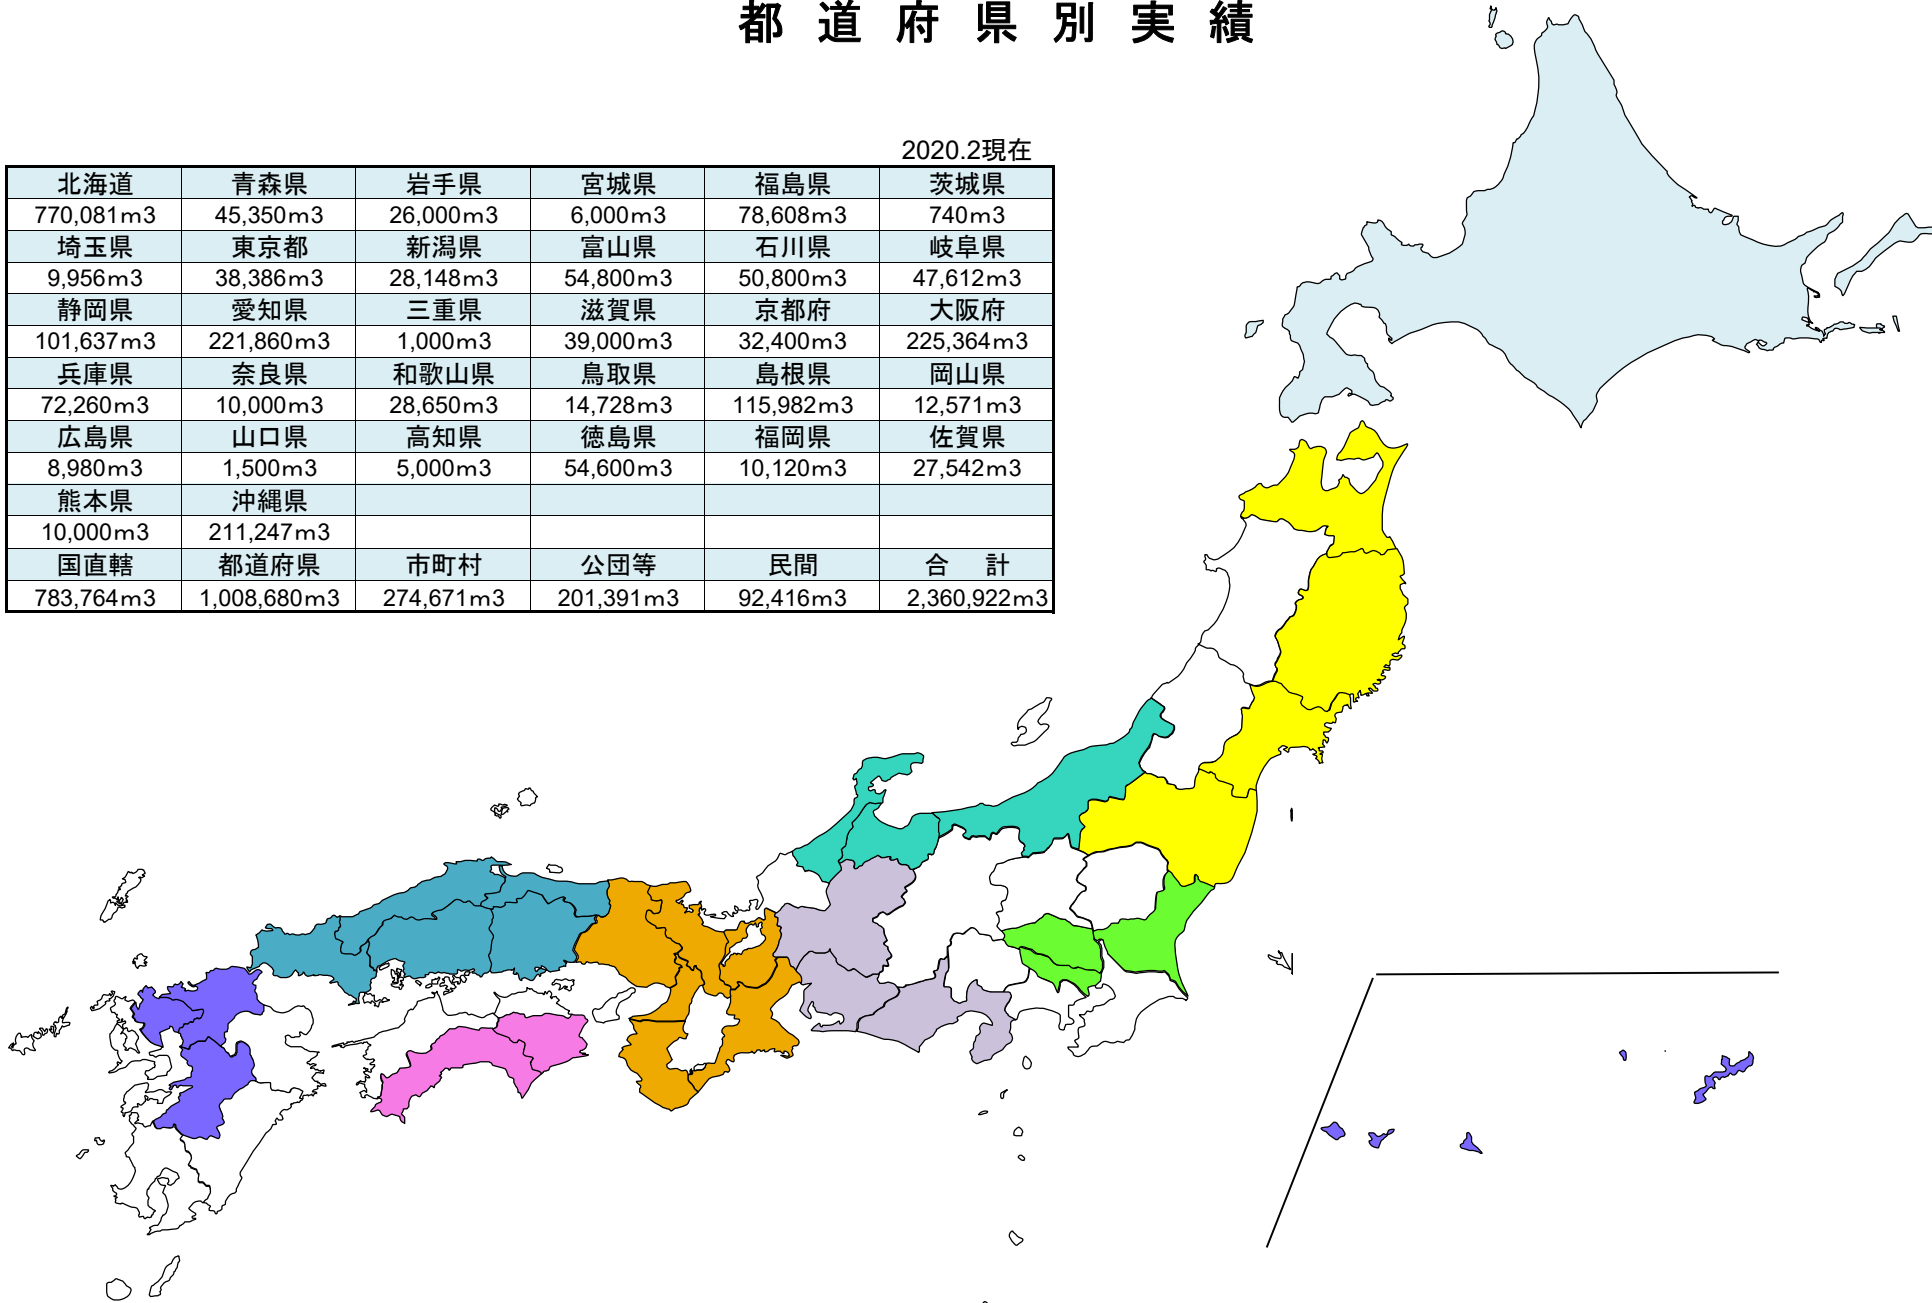 都道府県別実績
2020.2現在
北海道 青森県 岩手県 宮城県 福島県 茨城県
770,081m3 45,350m3 26,000m3 6,000m3 78,608m3 740m3
埼玉県 東京都 新潟県 富山県 石川県 岐阜県
9,956m3 38,386m3 28,148m3 54,800m3 50,800m3 47,612m3
静岡県 愛知県 三重県 滋賀県 京都府 大阪府
101,637m3 221,860m3 1,000m3 39,000m3 32,400m3 225,364m3
兵庫県 奈良県 和歌山県 鳥取県 島根県 岡山県
72,260m3 10,000m3 28,650m3 14,728m3 115,982m3 12,571m3
広島県 山口県 高知県 徳島県 福岡県 佐賀県
8,980m3 1,500m3 5,000m3 54,600m3 10,120m3 27,542m3
熊本県 沖縄県
10,000m3 211,247m3
国直轄 都道府県 市町村 公団等 民間 合　計
783,764m3 1,008,680m3 274,671m3 201,391m3 92,416m3 2,360,922m3